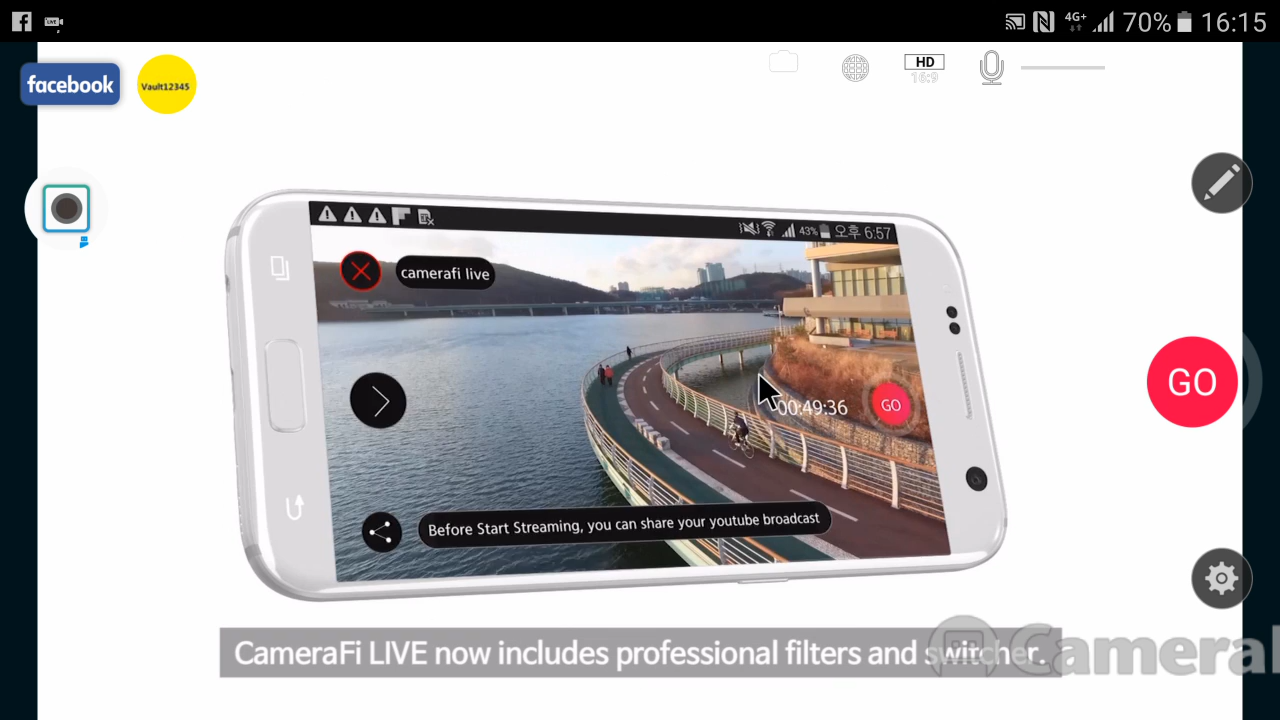 LIVE
4G+
70%
16:15
facebook
Vault12345
HD
16:9
43%
오후 6:57
camerafi live
00:49:36
GO
GO
Before Start Streaming, you can share your youtube broadcast
CameraFi LIVE now includes professional filters and switcher.
CameraF